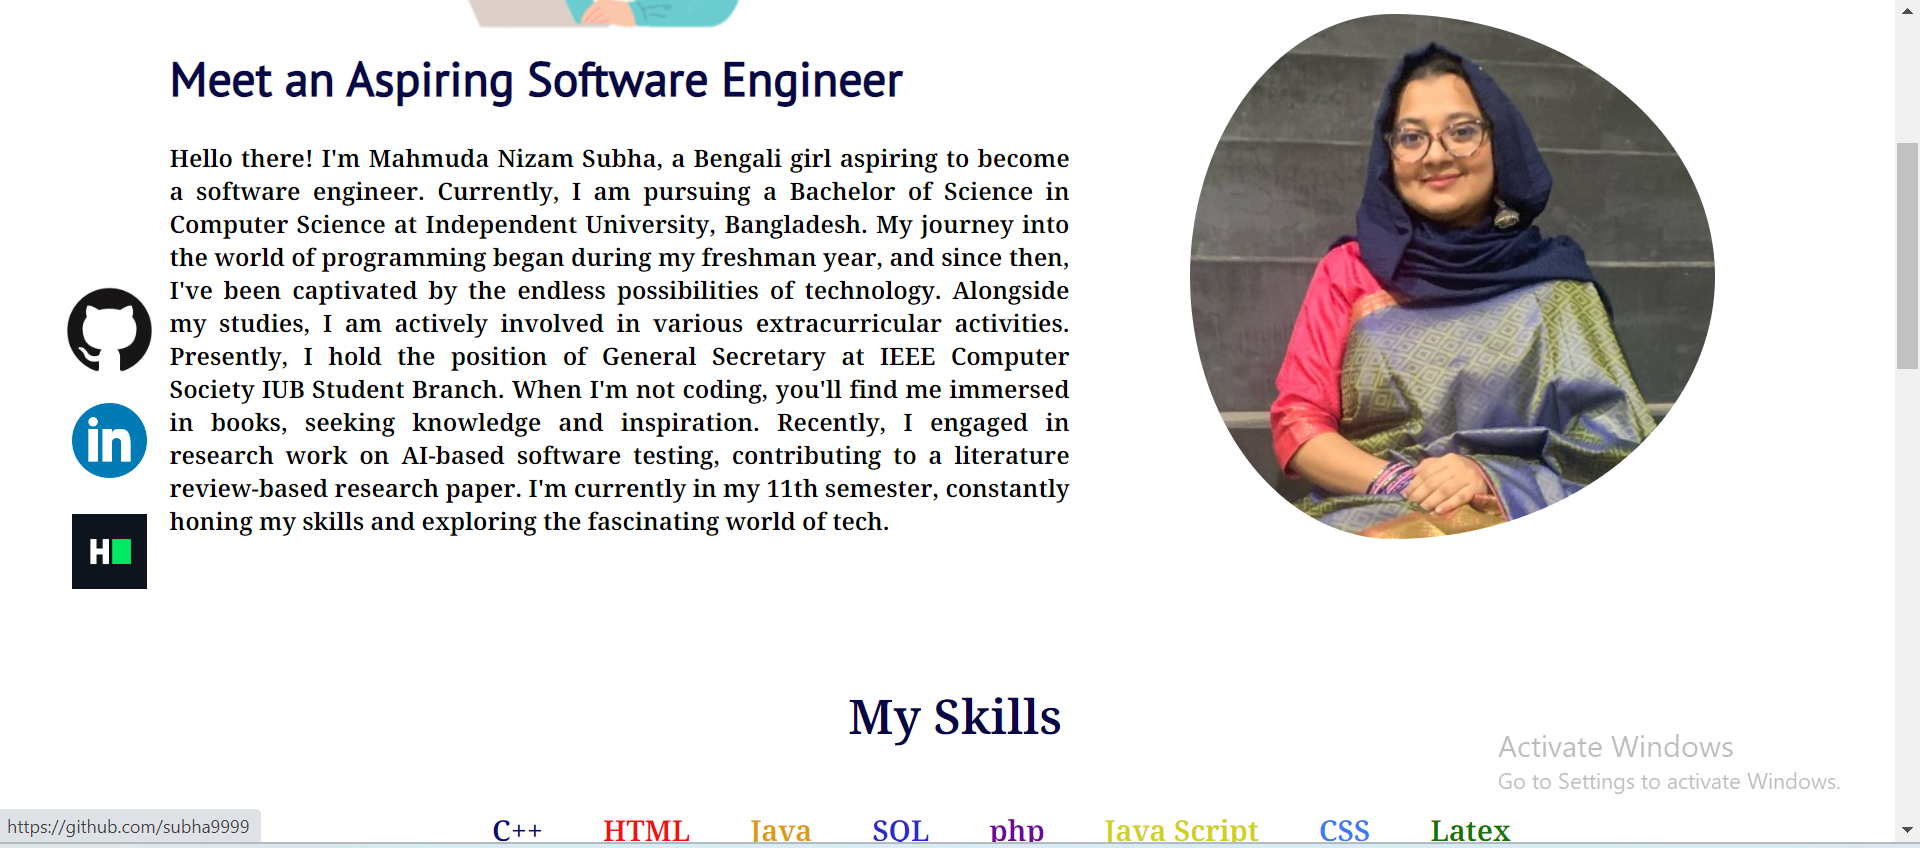 Meet an Aspiring Software Engineer
Hello there! I'm Mahmuda Nizam Subha, a Bengali girl aspiring to become
a software engineer. Currently, I am pursuing a Bachelor of Science in
Computer Science at Independent University, Bangladesh. My journey into
the world of programming began during my freshman year, and since then,
I've been captivated by the endless possibilities of technology. Alongside
my studies, I am actively involved in various extracurricular activities.
Presently, I hold the position of General Secretary at IEEE Computer
Society IUB Student Branch. When I'm not coding, you'll find me immersed
in books, seeking knowledge and inspiration. Recently, I engaged in
research work on AI-based software testing, contributing to a literature
review-based research paper. I'm currently in my 11th semester, constantly
honing my skills and exploring the fascinating world of tech.
in
H
My Skills
Activate Windows
Go to Settings to activate Windows.
C++ HTML Java SQL php Java Script CSS Latex
https://github.com/subha9999